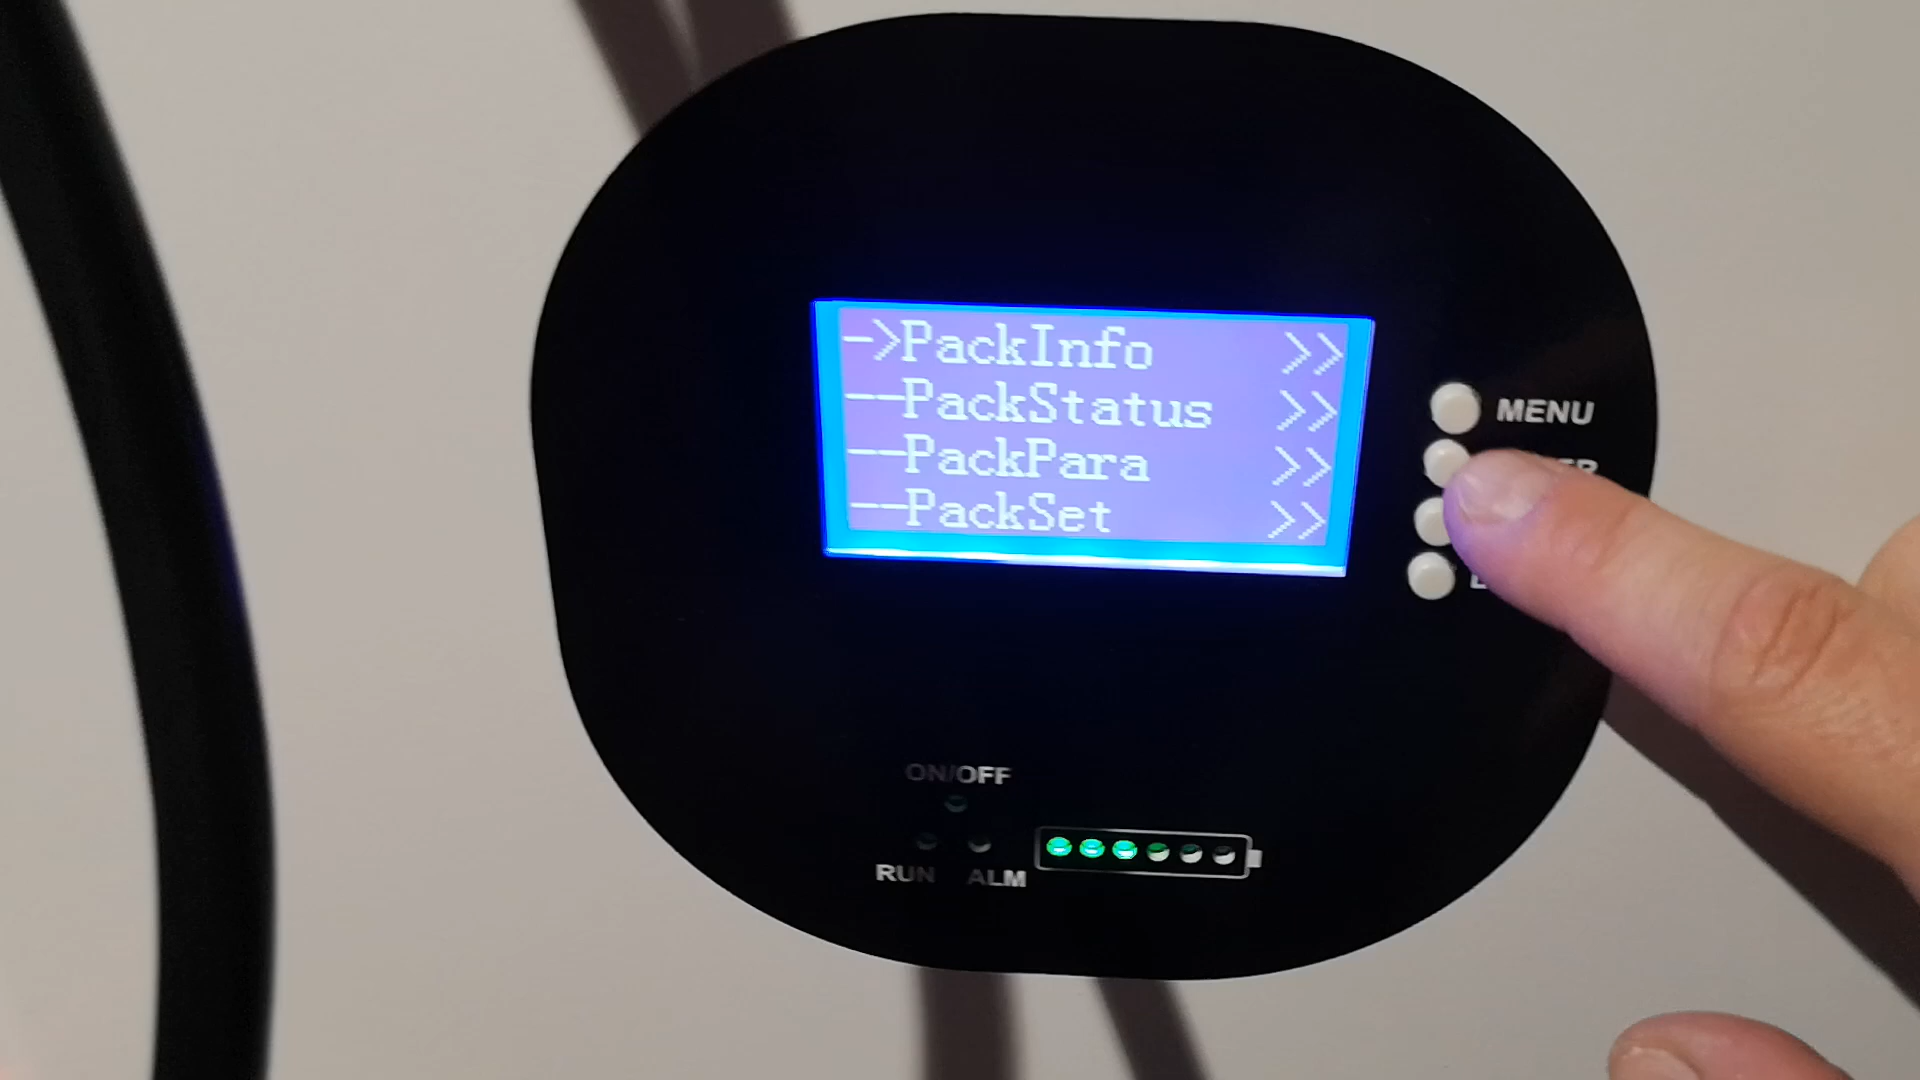 ->PackInfo >>
--PackStatus >>
--PackPara >>
--PackSet >>
MENU
ON/OFF
RUN ALM